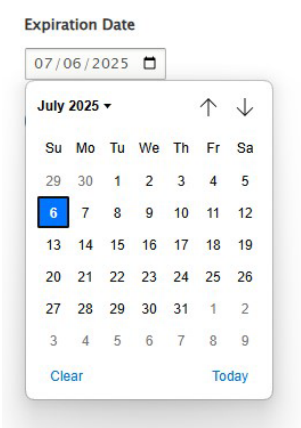 Expiration Date
07/06/2025
July 2025
Su Mo Tu We Th Fr Sa
29 30 1 2 3 4 5
6 7 8 9 10 11 12
13 14 15 16 17 18 19
20 21 22 23 24 25 26
27 28 29 30 31 1 2
3 4 5 6 7 8 9
Clear Today